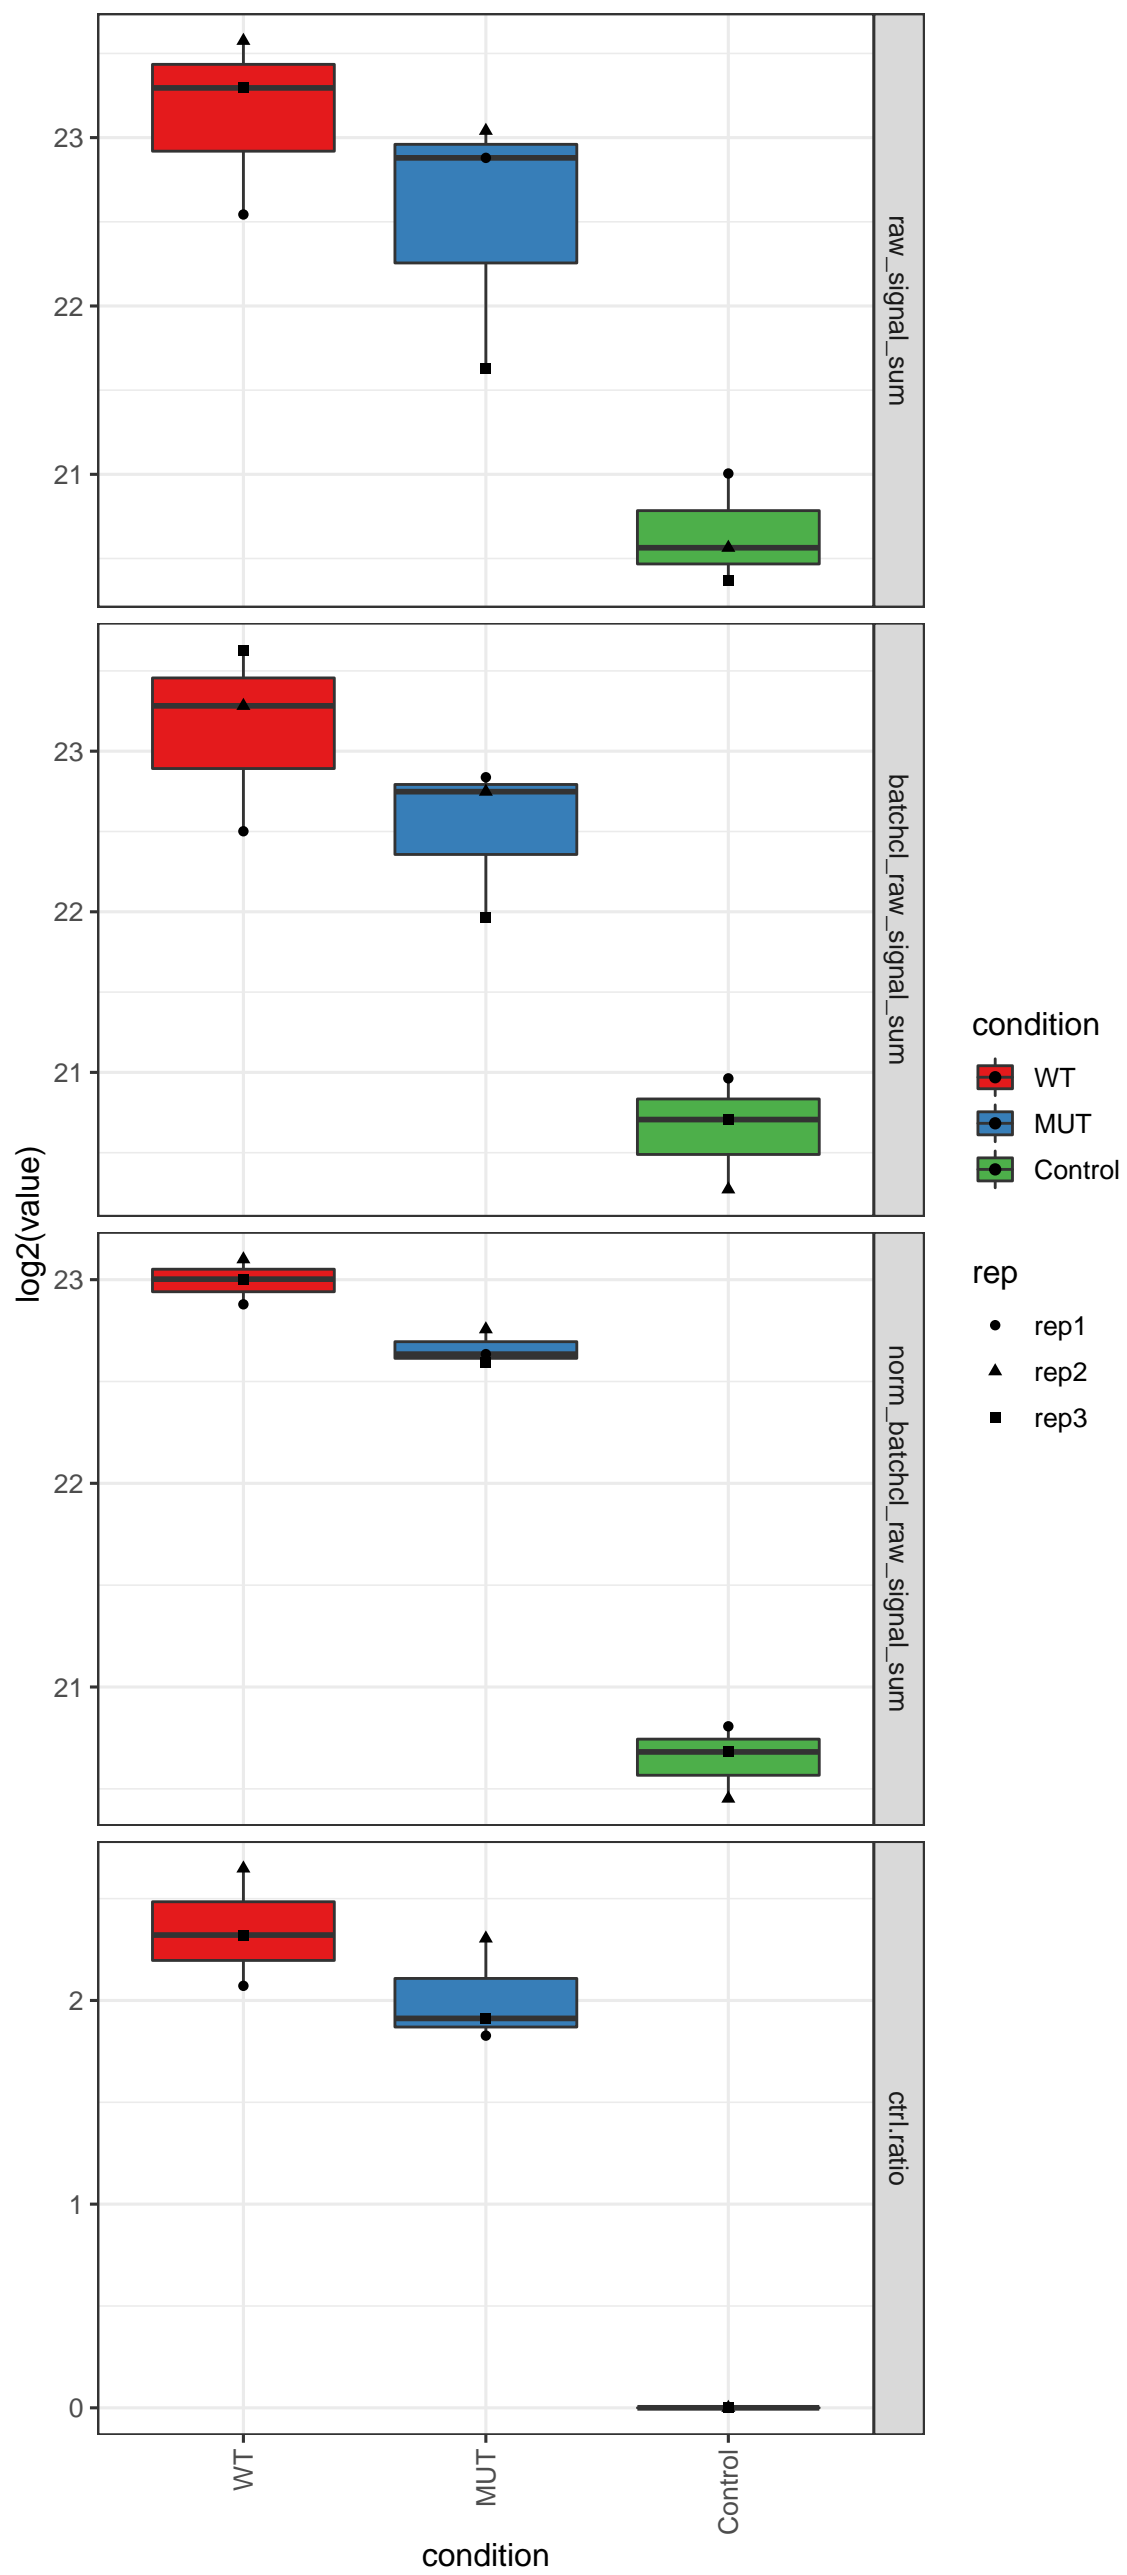 log2(value)
23
22
21
raw_signal_sum
23
22
21
batchcl_raw_signal_sum
23
22
21
norm_batchcl_raw_signal_sum
2
1
0
ctrl.ratio
WT
MUT
Control
condition
condition
WT
MUT
Control
rep
rep1
rep2
rep3